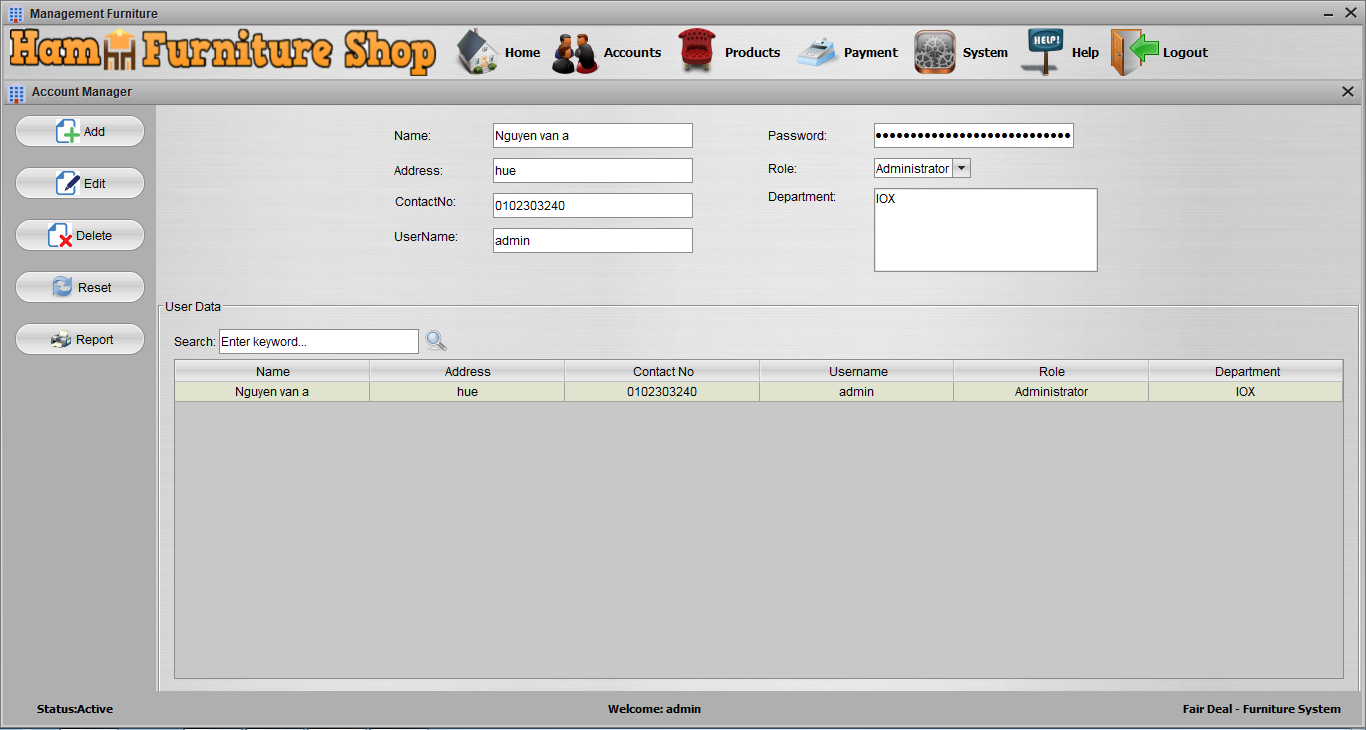 Management Furniture
Ham Furniture Shop
Home Accounts Products Payment System HELP! Help Logout
Account Manager
Add
Edit
Delete
Reset
Report
Name: Nguyen van a
Address: hue
ContactNo: 0102303240
UserName: admin
Password: ••••••••••••••••••••••••••••
Role: Administrator
Department: IOX
User Data
Search: Enter keyword...
Name Address Contact No Username Role Department
Nguyen van a hue 0102303240 admin Administrator IOX
Status:Active Welcome: admin Fair Deal - Furniture System